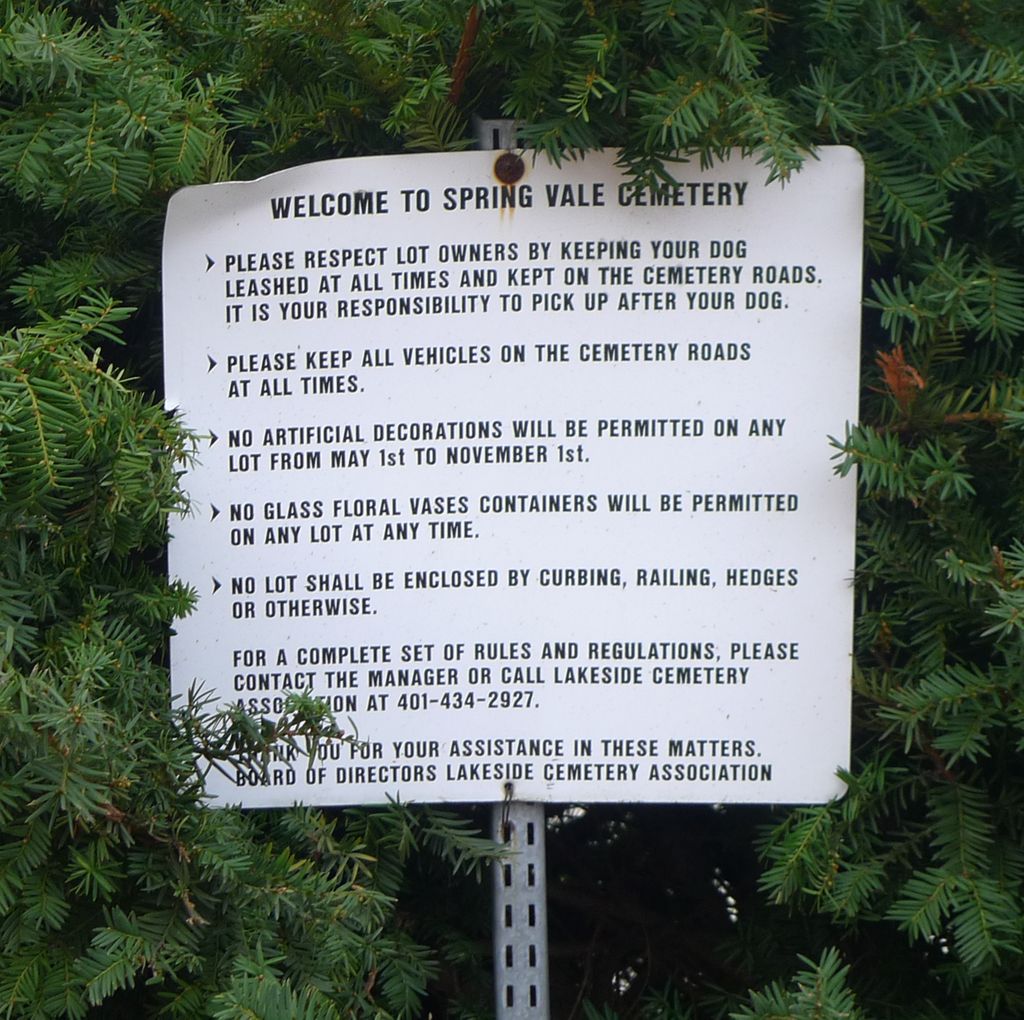 WELCOME TO SPRING VALE CEMETERY
PLEASE RESPECT LOT OWNERS BY KEEPING YOUR DOG
LEASHED AT ALL TIMES AND KEPT ON THE CEMETERY ROADS.
IT IS YOUR RESPONSIBILITY TO PICK UP AFTER YOUR DOG.
PLEASE KEEP ALL VEHICLES ON THE CEMETERY ROADS
AT ALL TIMES.
NO ARTIFICIAL DECORATIONS WILL BE PERMITTED ON ANY
LOT FROM MAY 1st TO NOVEMBER 1st.
NO GLASS FLORAL VASES CONTAINERS WILL BE PERMITTED
ON ANY LOT AT ANY TIME.
NO LOT SHALL BE ENCLOSED BY CURBING, RAILING, HEDGES
OR OTHERWISE.
FOR A COMPLETE SET OF RULES AND REGULATIONS, PLEASE
CONTACT THE MANAGER OR CALL LAKESIDE CEMETERY
ASSOCIATION AT 401-434-2927.
THANK YOU FOR YOUR ASSISTANCE IN THESE MATTERS.
BOARD OF DIRECTORS LAKESIDE CEMETERY ASSOCIATION